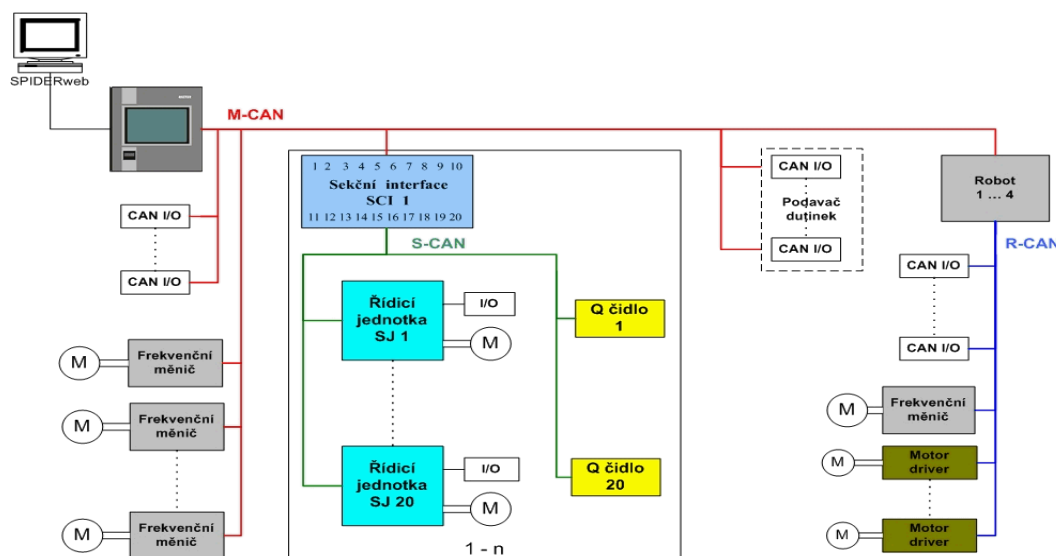 SPIDERweb
M-CAN
1 2 3 4 5 6 7 8 9 10
Sekční interface
SCI 1
11 12 13 14 15 16 17 18 19 20
S-CAN
CAN I/O
CAN I/O
CAN I/O
Podavač
dutinek
CAN I/O
Robot
1 ... 4
R-CAN
CAN I/O
CAN I/O
Řídicí
jednotka
SJ 1
I/O
M
Q čidlo
1
Řídicí
jednotka
SJ 20
I/O
M
Q čidlo
20
1 - n
M
Frekvenční
měnič
M
Frekvenční
měnič
M
Frekvenční
měnič
M
Frekvenční
měnič
M
Motor
driver
M
Motor
driver